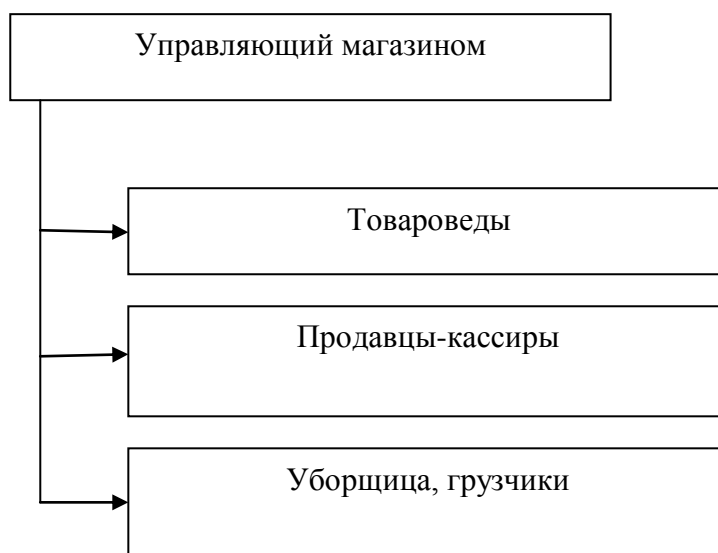 Управляющий магазином
Товароведы
Продавцы-кассиры
Уборщица, грузчики